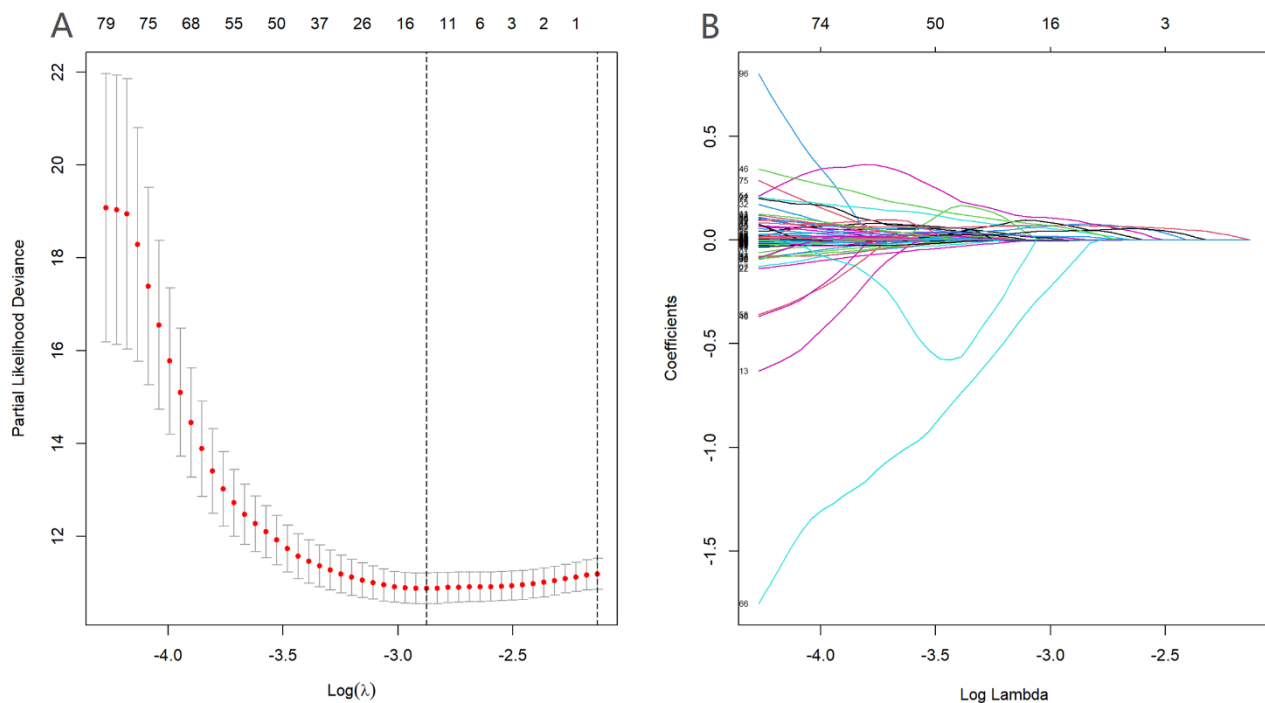 A
79 75 68 55 50 37 26 16 11 6 3 2 1
22
20
18
16
14
12
Partial Likelihood Deviance
-4.0 -3.5 -3.0 -2.5
Log(λ)
B
74 50 16 3
0.5
0.0
-0.5
-1.0
-1.5
Coefficients
96
46
75
22
13
66
-4.0 -3.5 -3.0 -2.5
Log Lambda